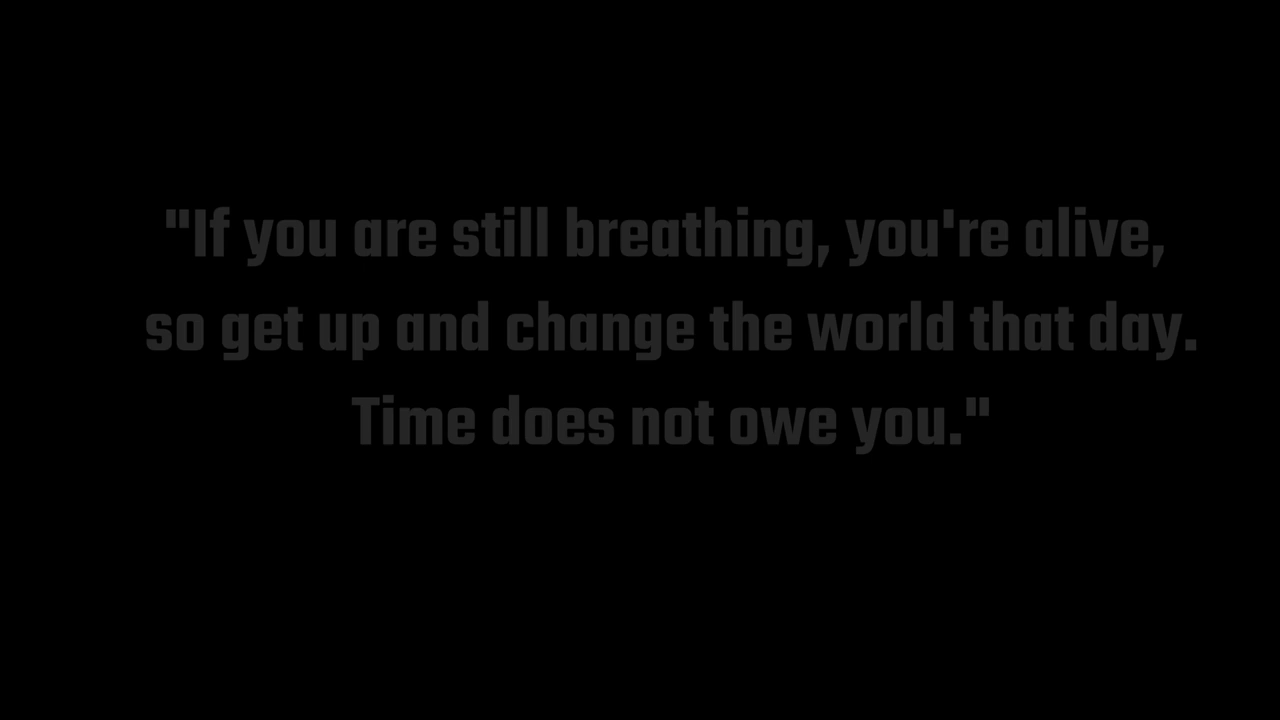 "If you are still breathing, you're alive,
so get up and change the world that day.
Time does not owe you."